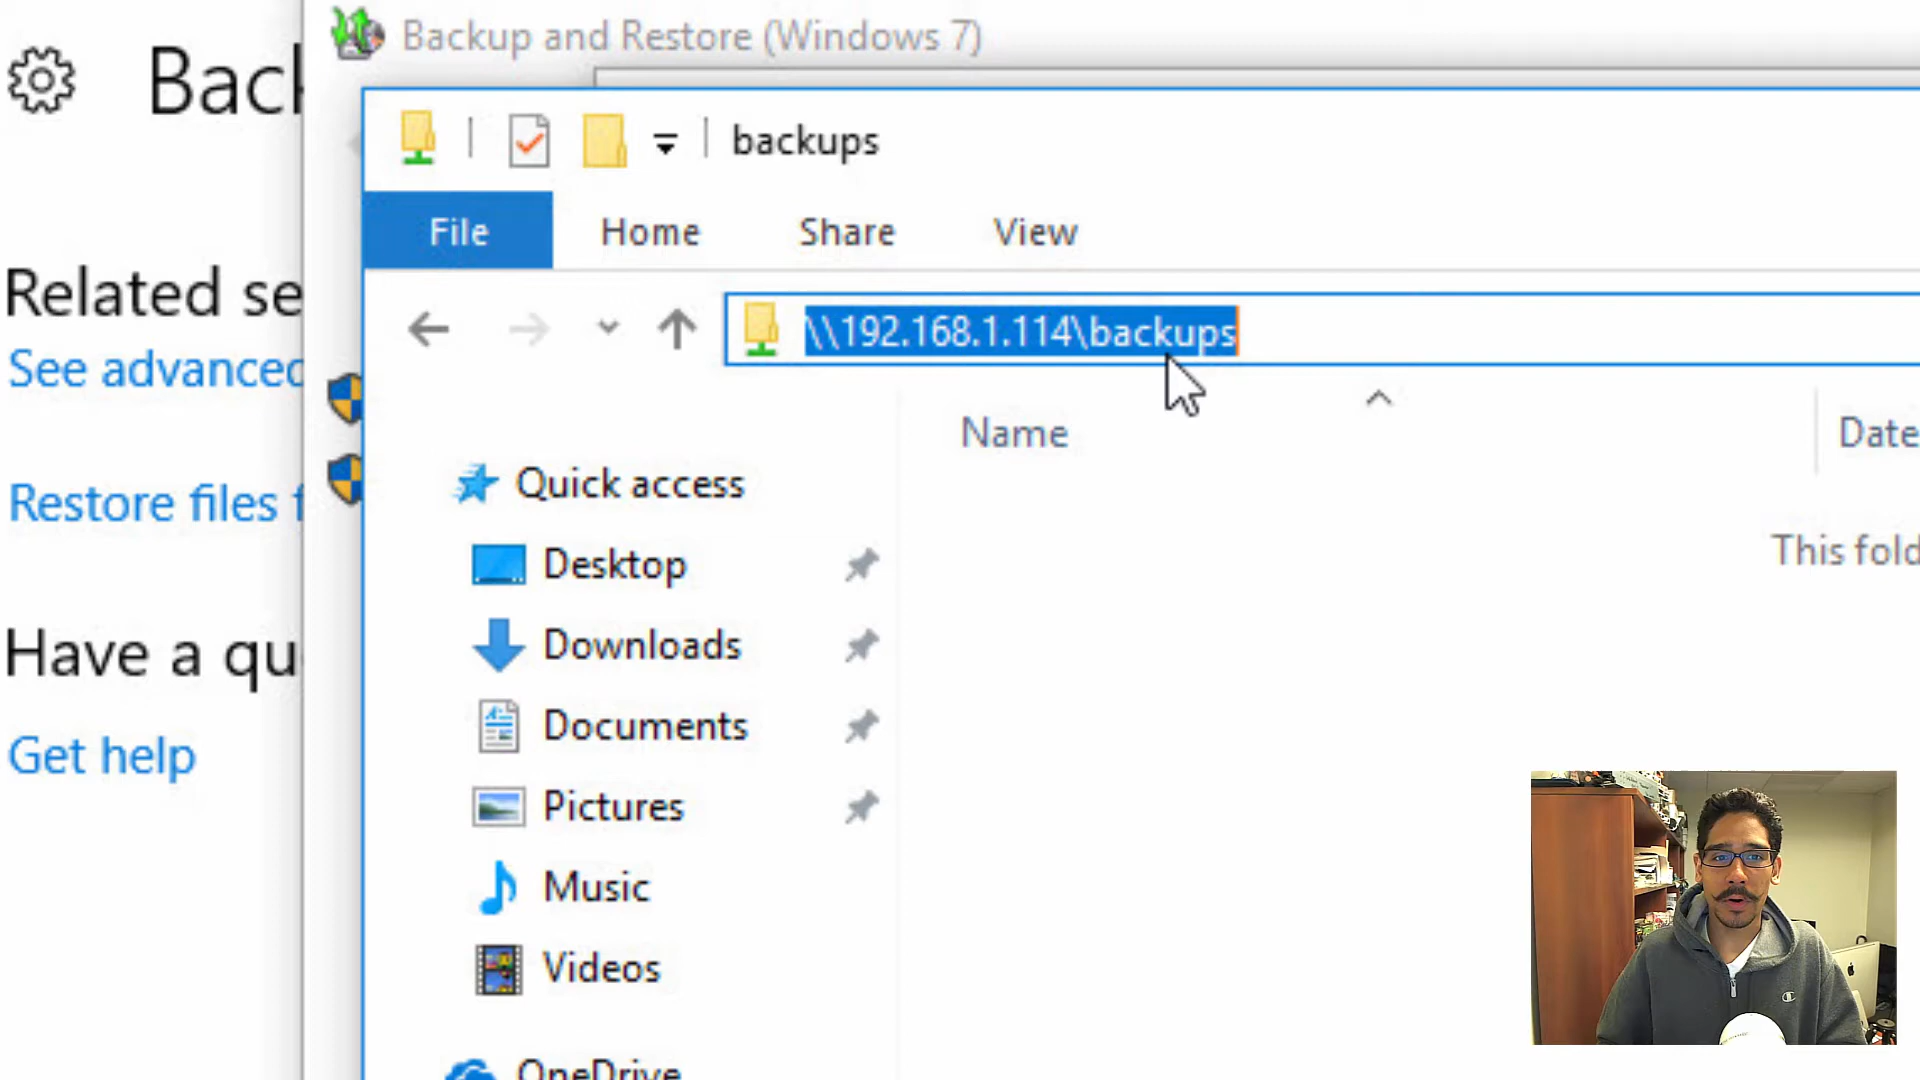 Backup and Restore (Windows 7)
Back
backups
File Home Share View
\\192.168.1.114\backups
Related se
See advanced
Restore files f
Have a qu
Get help
Name Date
This fold
Quick access
Desktop
Downloads
Documents
Pictures
Music
Videos
OneDrive